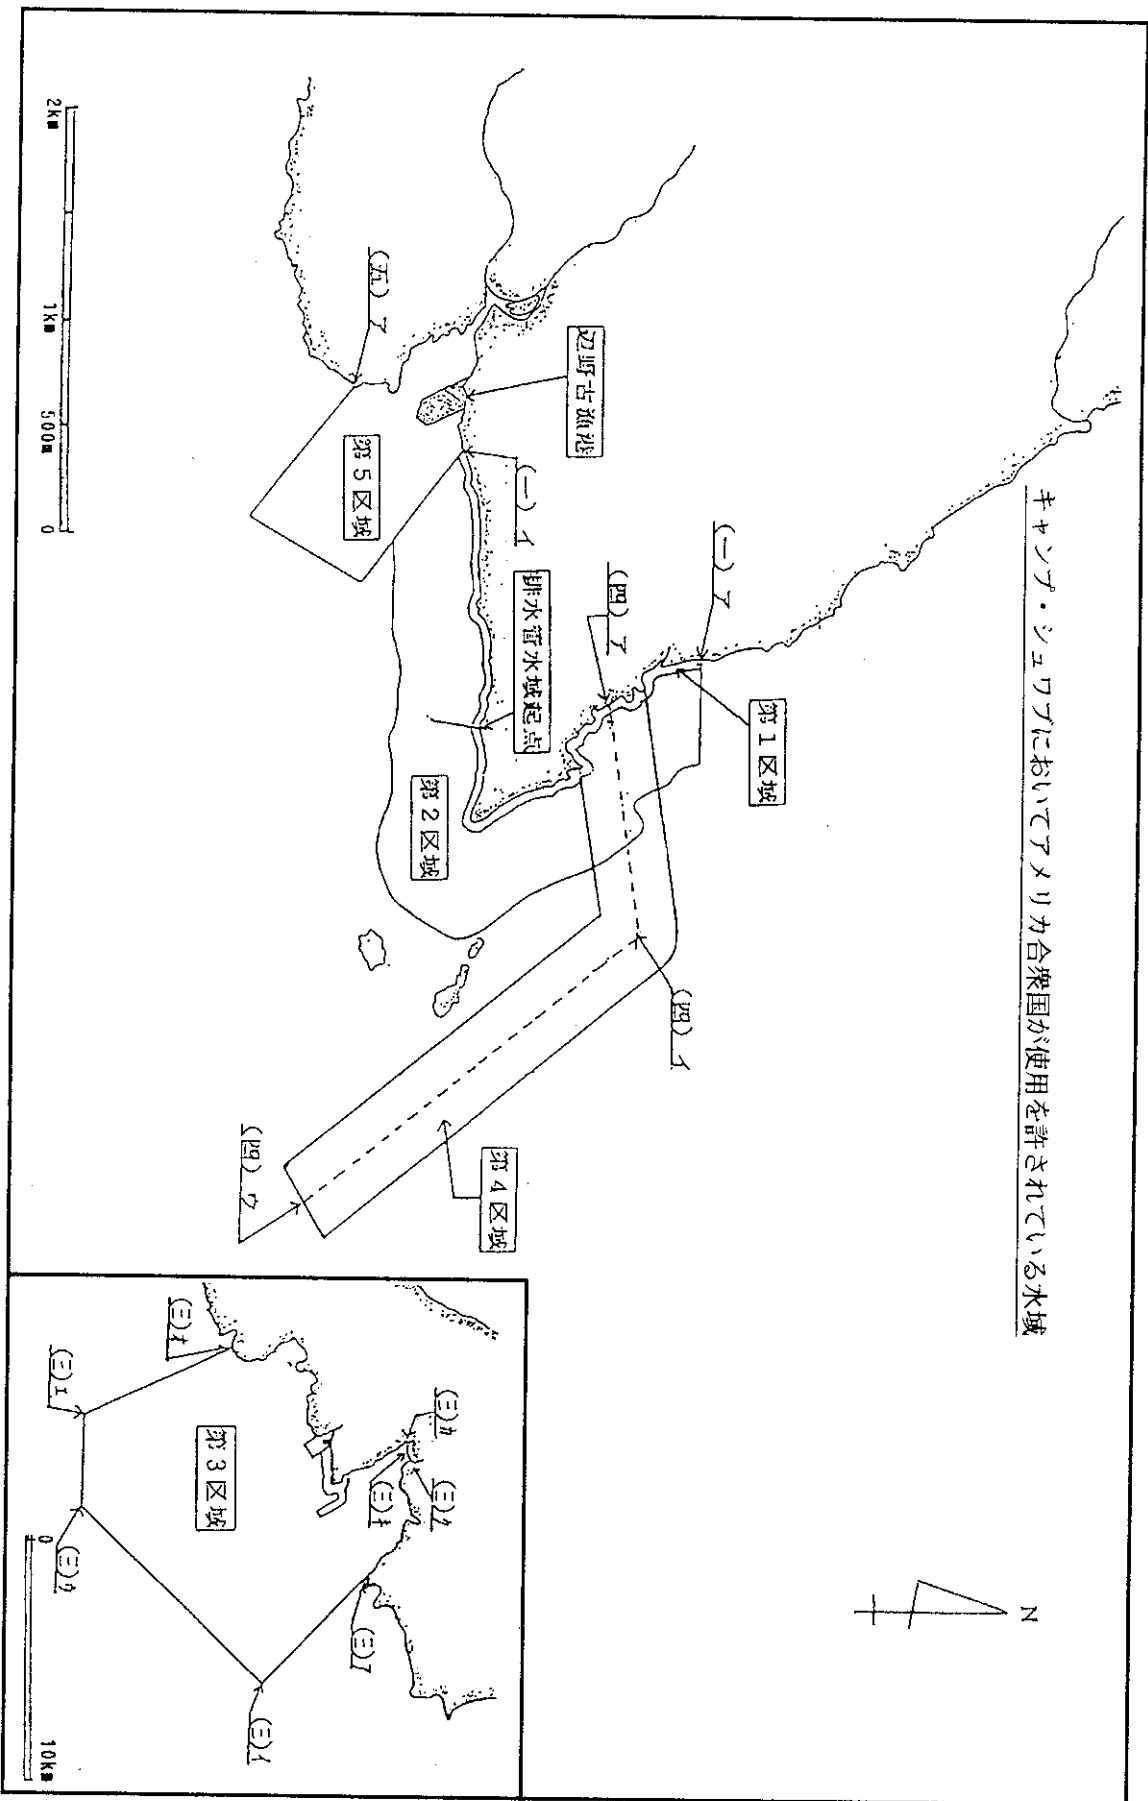 キャンプ・シュワブにおいてアメリカ合衆国が使用を許されている水域
N
(一)ア
第1区域
(四)ア
(四)イ
辺野古漁港
(一)イ
排水管水域起点
第4区域
第2区域
(五)ア
第5区域
(四)ウ
2km
1km
500m
0
(三)カ
(三)ク
(三)キ
(三)ア
(三)オ
第3区域
(三)イ
(三)エ
(三)ウ
0
10km